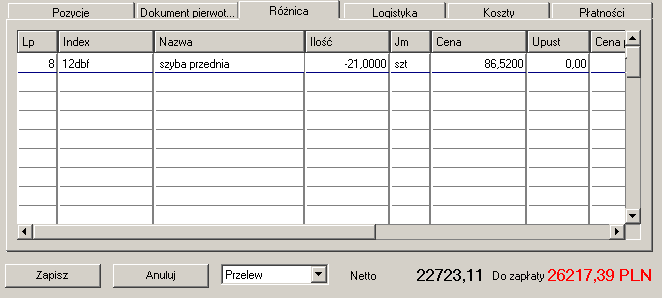 Pozycje Dokument pierwot... Różnica Logistyka Koszty Płatności
Lp Index Nazwa Ilość Jm Cena Upust Cena
8 12dbf szyba przednia -21,0000 szt 86,5200 0,00
Zapisz Anuluj Przelew Netto 22723,11 Do zapłaty 26217,39 PLN